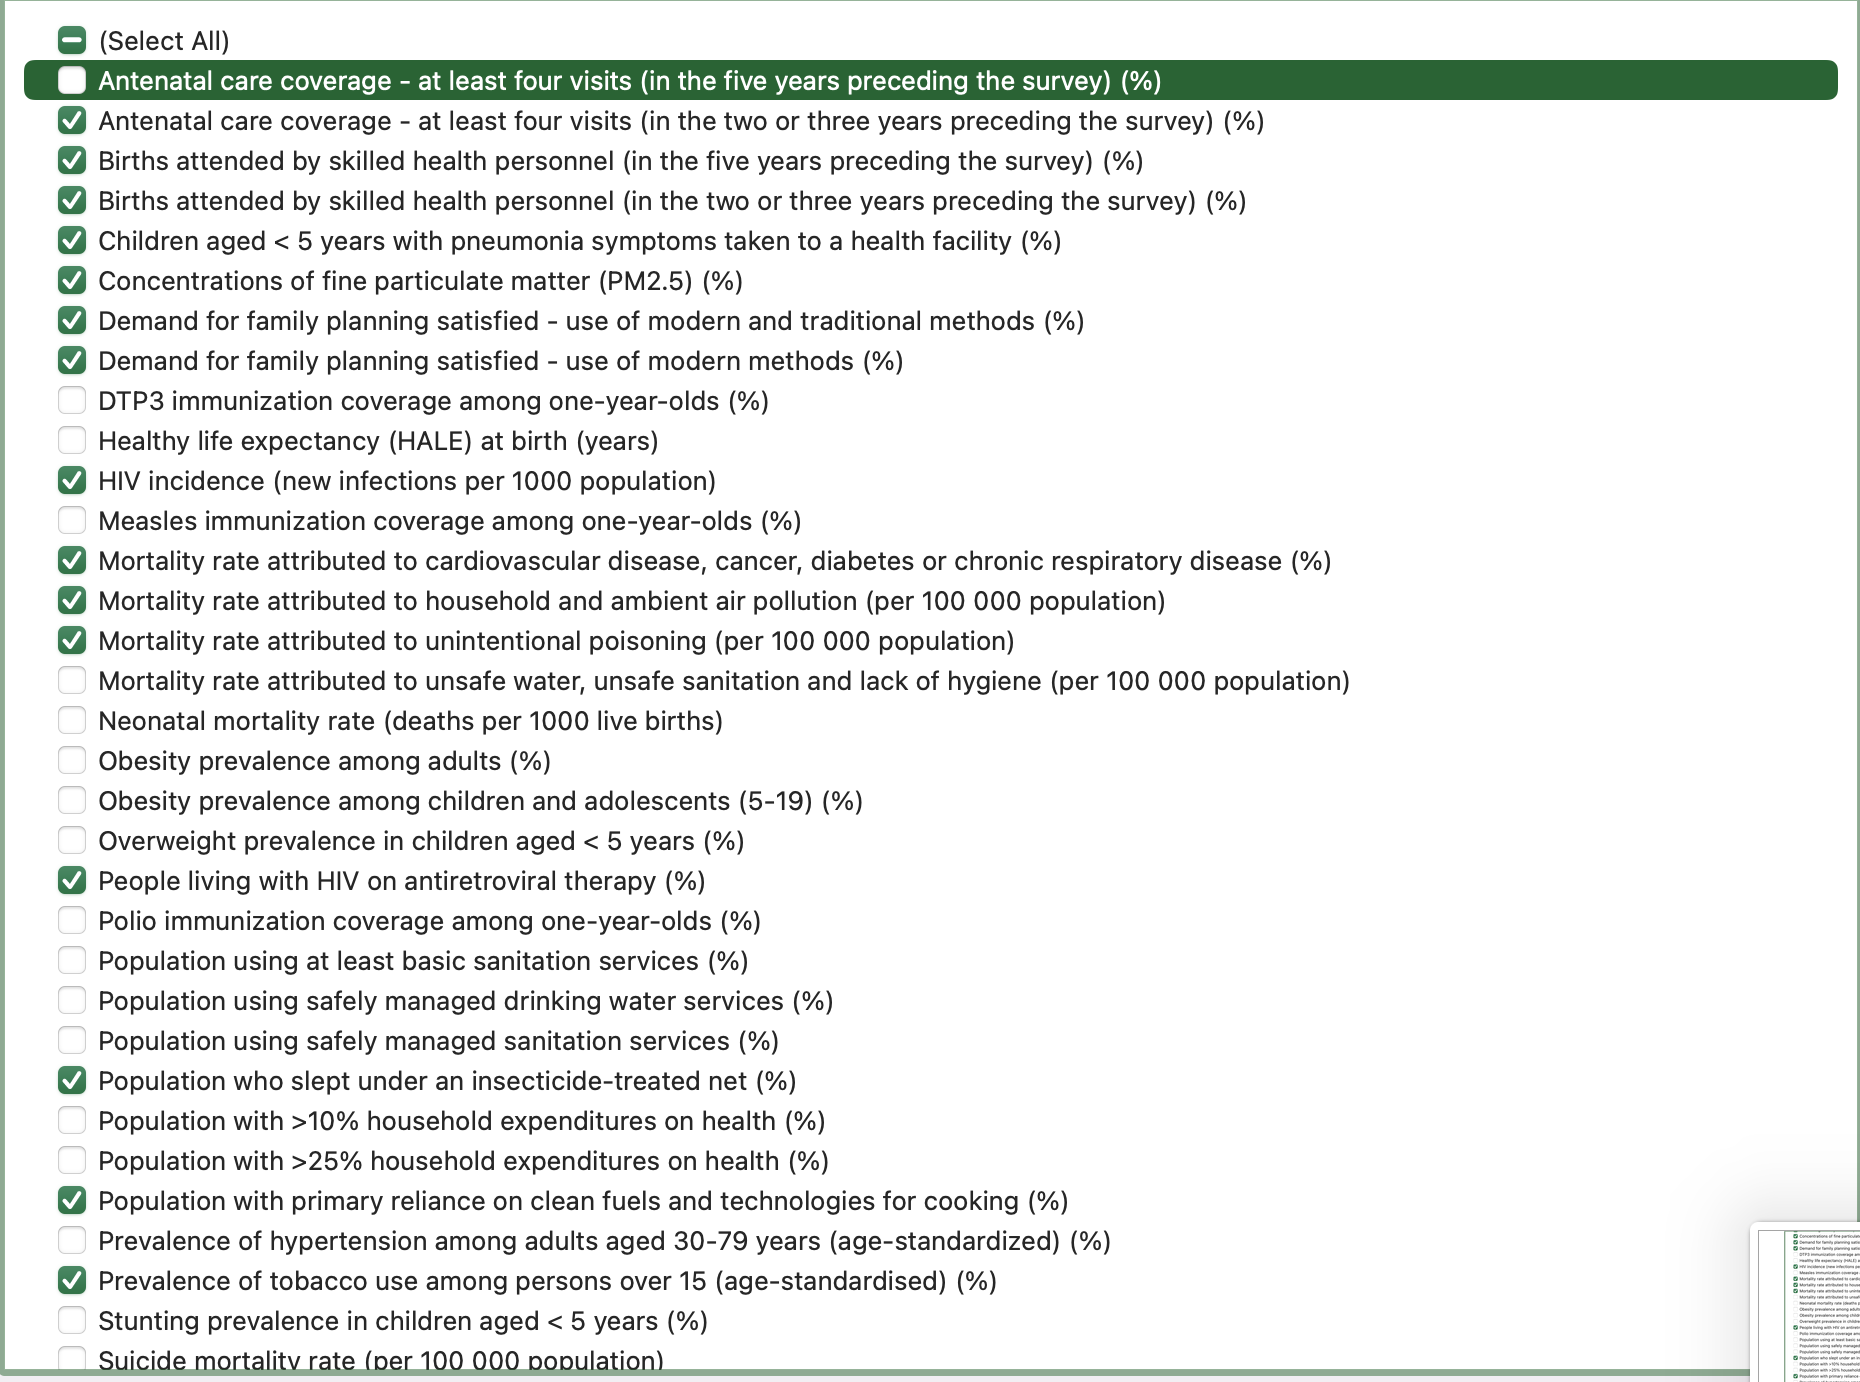 (Select All)
Antenatal care coverage - at least four visits (in the five years preceding the survey) (%)
Antenatal care coverage - at least four visits (in the two or three years preceding the survey) (%)
Births attended by skilled health personnel (in the five years preceding the survey) (%)
Births attended by skilled health personnel (in the two or three years preceding the survey) (%)
Children aged < 5 years with pneumonia symptoms taken to a health facility (%)
Concentrations of fine particulate matter (PM2.5) (%)
Demand for family planning satisfied - use of modern and traditional methods (%)
Demand for family planning satisfied - use of modern methods (%)
DTP3 immunization coverage among one-year-olds (%)
Healthy life expectancy (HALE) at birth (years)
HIV incidence (new infections per 1000 population)
Measles immunization coverage among one-year-olds (%)
Mortality rate attributed to cardiovascular disease, cancer, diabetes or chronic respiratory disease (%)
Mortality rate attributed to household and ambient air pollution (per 100 000 population)
Mortality rate attributed to unintentional poisoning (per 100 000 population)
Mortality rate attributed to unsafe water, unsafe sanitation and lack of hygiene (per 100 000 population)
Neonatal mortality rate (deaths per 1000 live births)
Obesity prevalence among adults (%)
Obesity prevalence among children and adolescents (5-19) (%)
Overweight prevalence in children aged < 5 years (%)
People living with HIV on antiretroviral therapy (%)
Polio immunization coverage among one-year-olds (%)
Population using at least basic sanitation services (%)
Population using safely managed drinking water services (%)
Population using safely managed sanitation services (%)
Population who slept under an insecticide-treated net (%)
Population with >10% household expenditures on health (%)
Population with >25% household expenditures on health (%)
Population with primary reliance on clean fuels and technologies for cooking (%)
Prevalence of hypertension among adults aged 30-79 years (age-standardized) (%)
Prevalence of tobacco use among persons over 15 (age-standardised) (%)
Stunting prevalence in children aged < 5 years (%)
Suicide mortality rate (per 100 000 population)